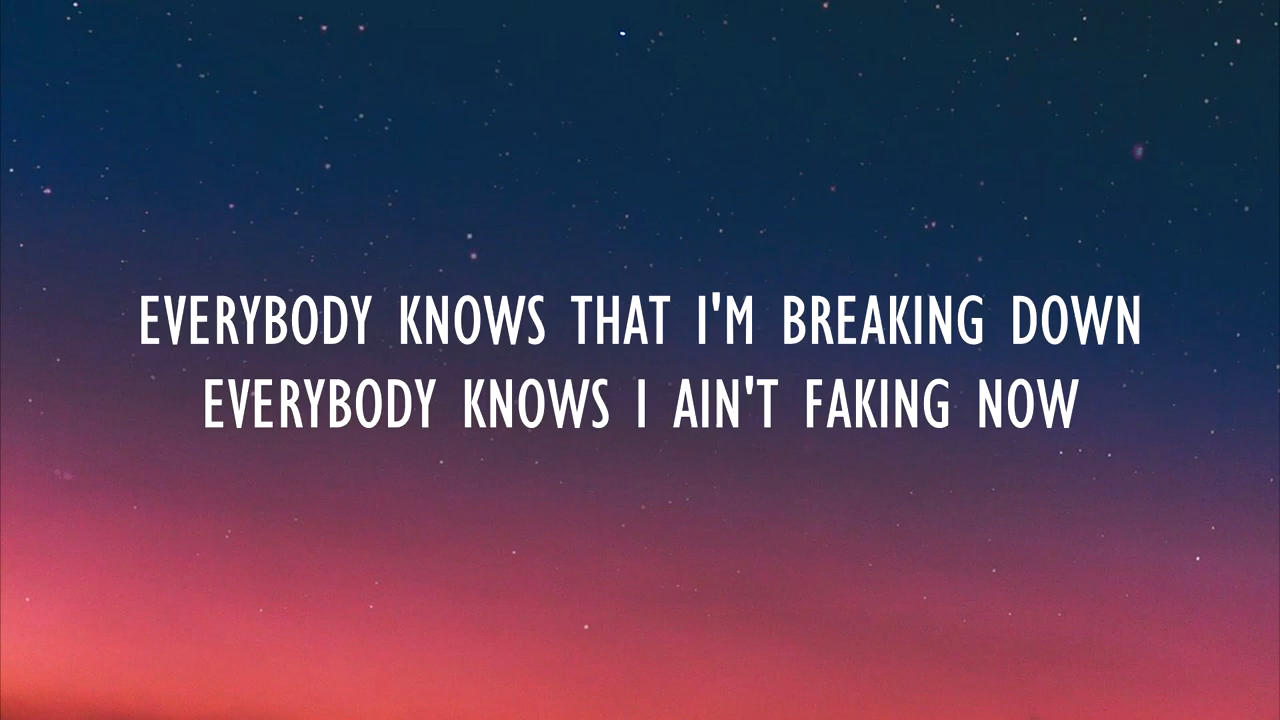 EVERYBODY KNOWS THAT I'M BREAKING DOWN
EVERYBODY KNOWS I AIN'T FAKING NOW